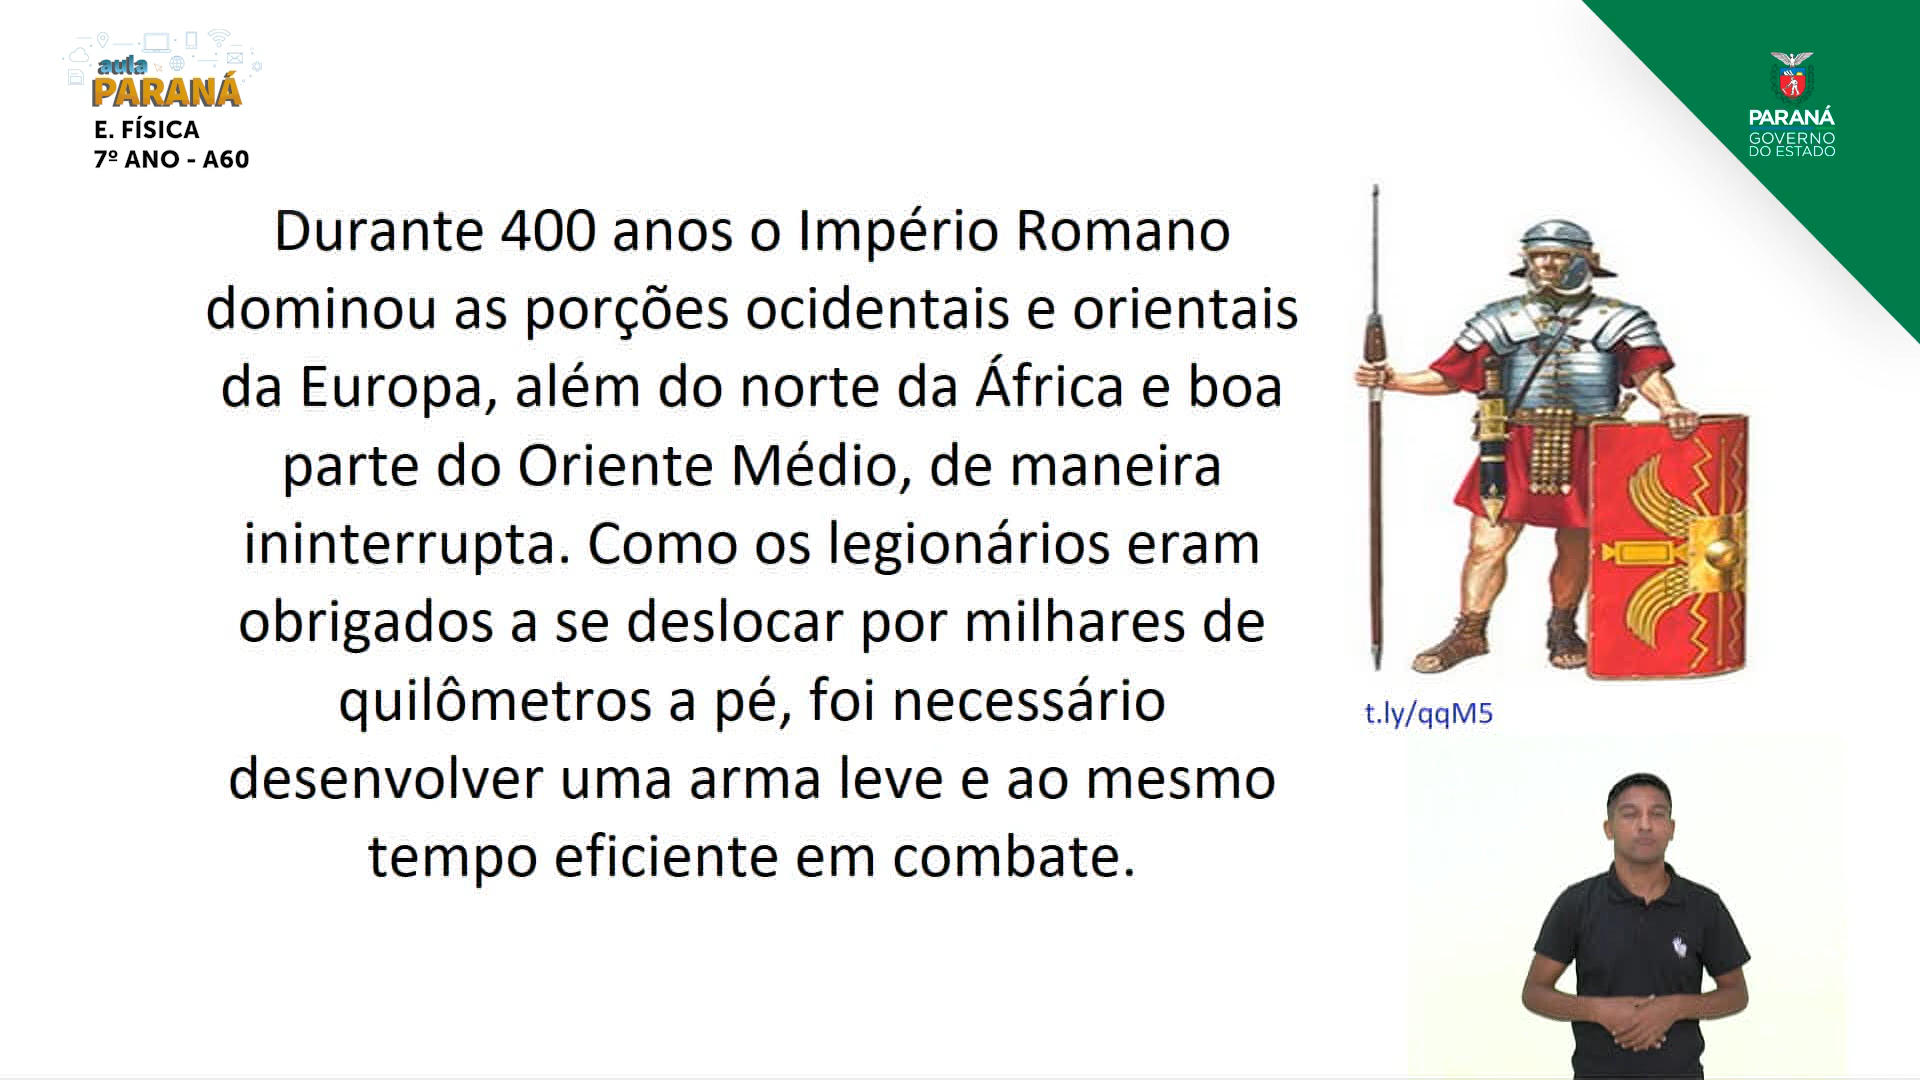 aula
PARANÁ
E. FÍSICA
7º ANO - A60
PARANÁ
GOVERNO
DO ESTADO
Durante 400 anos o Império Romano
dominou as porções ocidentais e orientais
da Europa, além do norte da África e boa
parte do Oriente Médio, de maneira
ininterrupta. Como os legionários eram
obrigados a se deslocar por milhares de
quilômetros a pé, foi necessário
desenvolver uma arma leve e ao mesmo
tempo eficiente em combate.
t.ly/qqM5